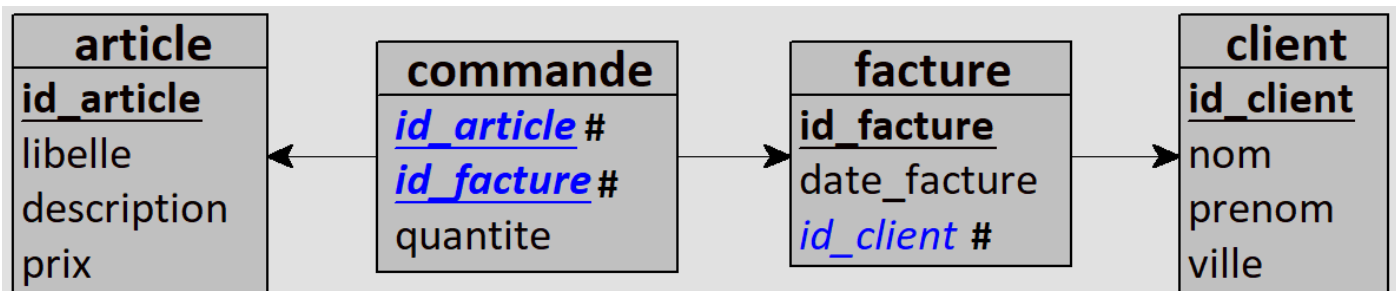 article
id_article
libelle
description
prix
commande
id_article #
id_facture #
quantite
facture
id_facture
date_facture
id_client #
client
id_client
nom
prenom
ville